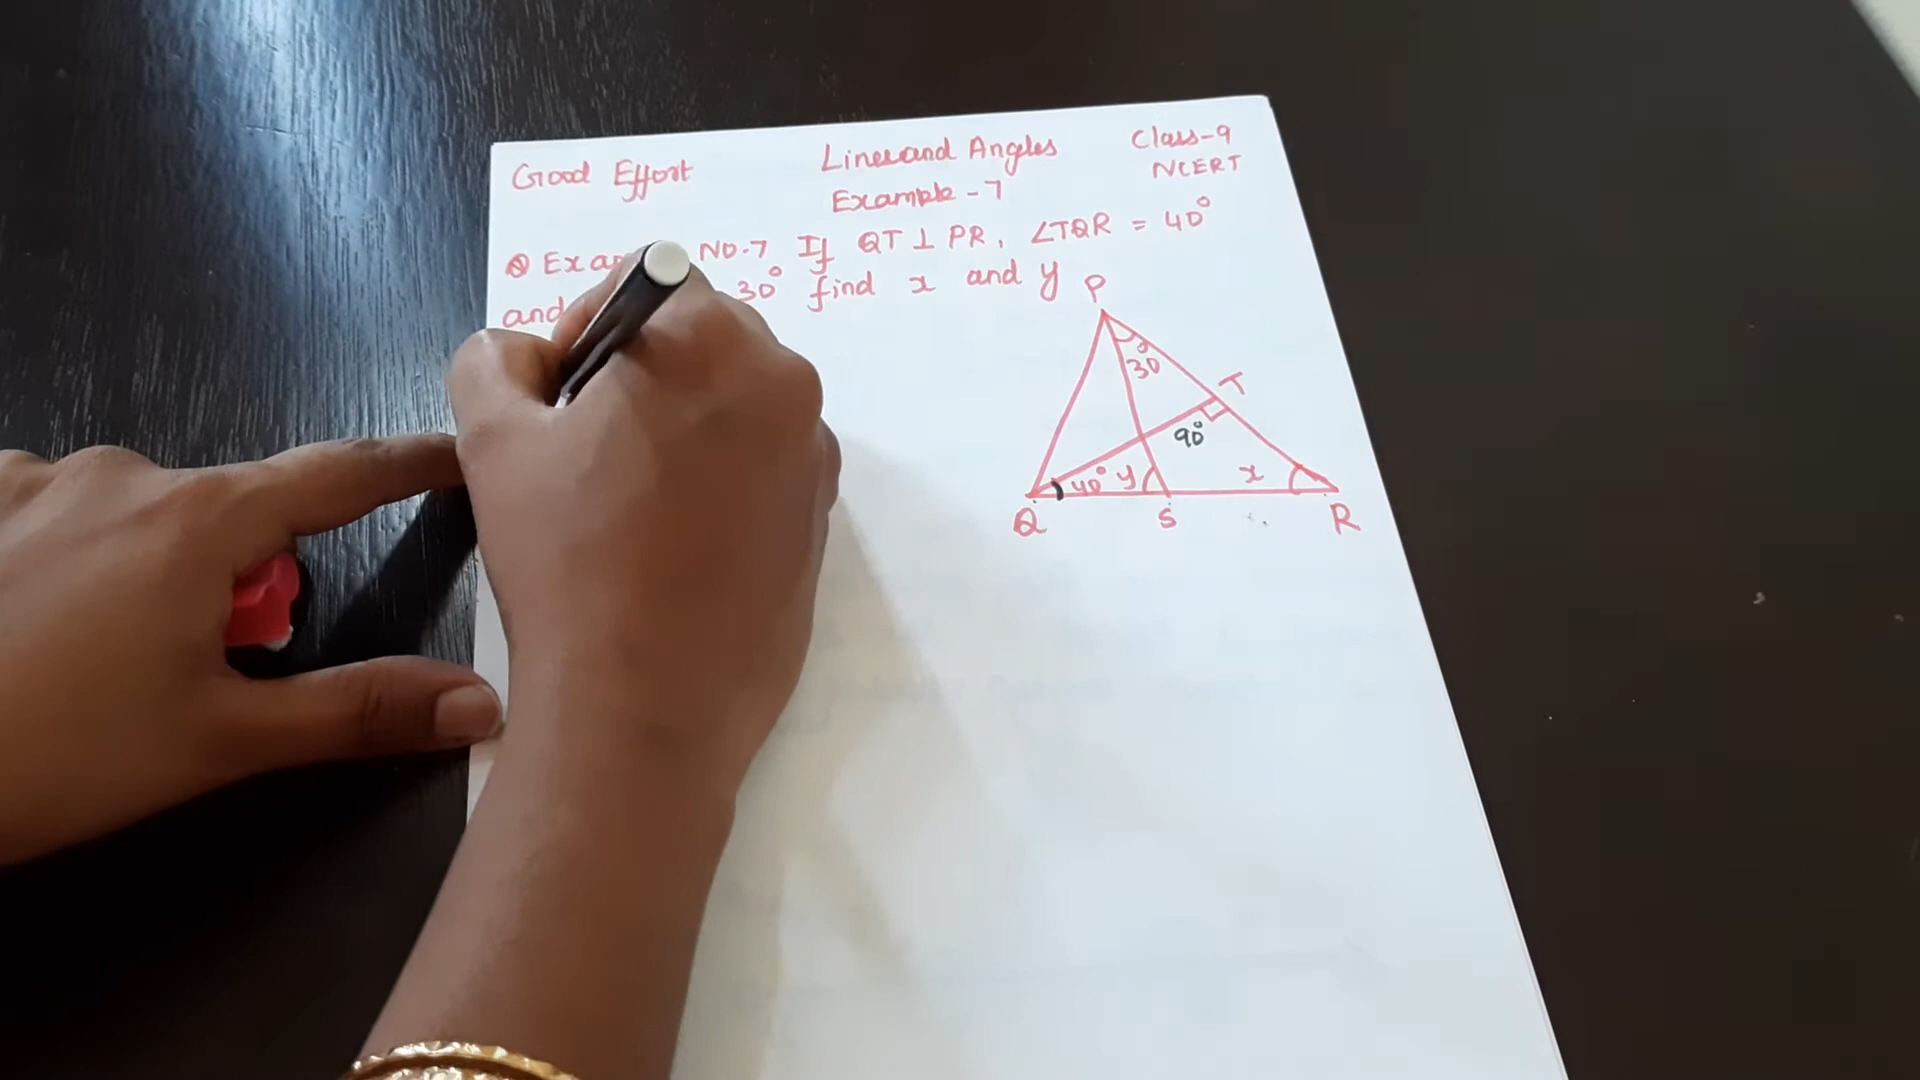 Good Effort
Lines and Angles
Class-9
NCERT
Example-7
Q NO.7 If QT ⊥ PR, ∠TQR = 40°
and 30° find x and y
P
30°
T
90°
40° y
x
Q
S
R